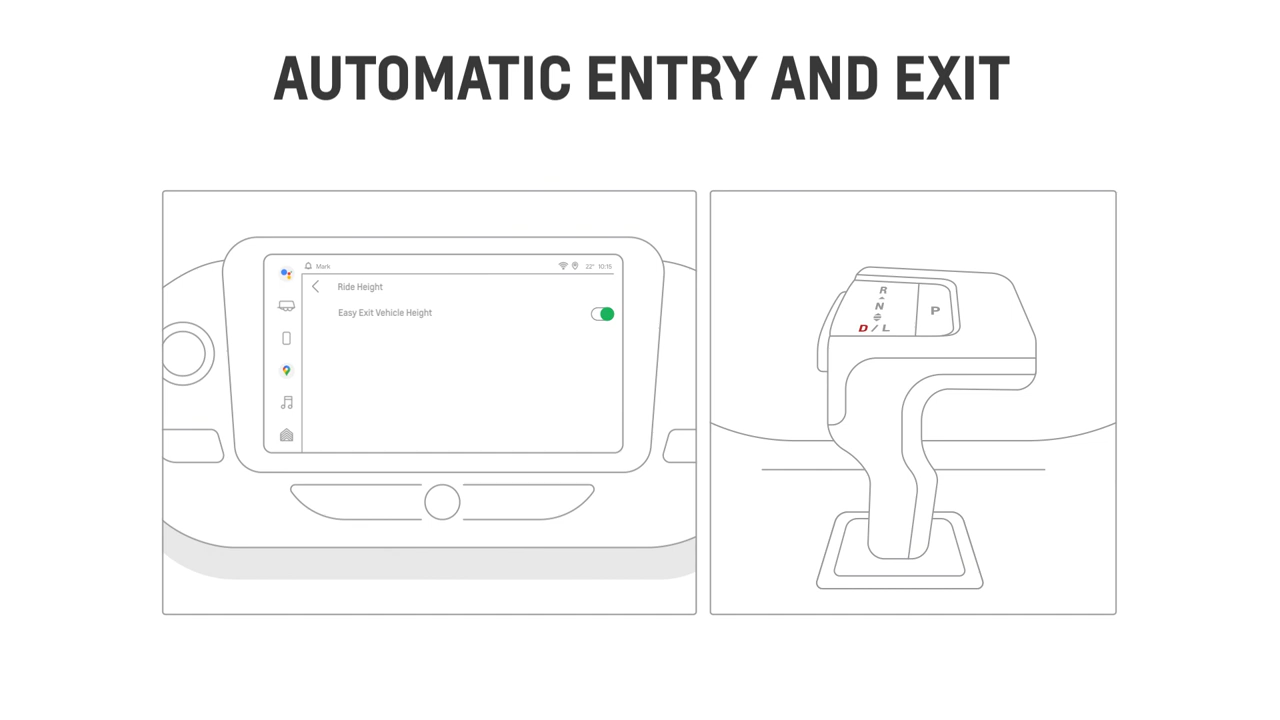 AUTOMATIC ENTRY AND EXIT
Mark
22° 10:15
Ride Height
Easy Exit Vehicle Height
R
N
D / L
P